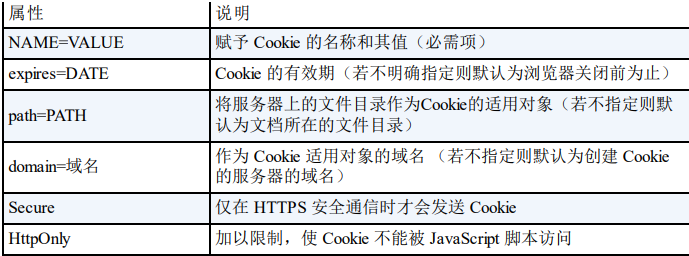 属性 说明
NAME=VALUE 赋予 Cookie 的名称和其值（必需项）
expires=DATE Cookie 的有效期（若不明确指定则默认为浏览器关闭前为止）
path=PATH 将服务器上的文件目录作为Cookie的适用对象（若不指定则默
认为文档所在的文件目录）
domain=域名 作为 Cookie 适用对象的域名 （若不指定则默认为创建 Cookie
的服务器的域名）
Secure 仅在 HTTPS 安全通信时才会发送 Cookie
HttpOnly 加以限制，使 Cookie 不能被 JavaScript 脚本访问